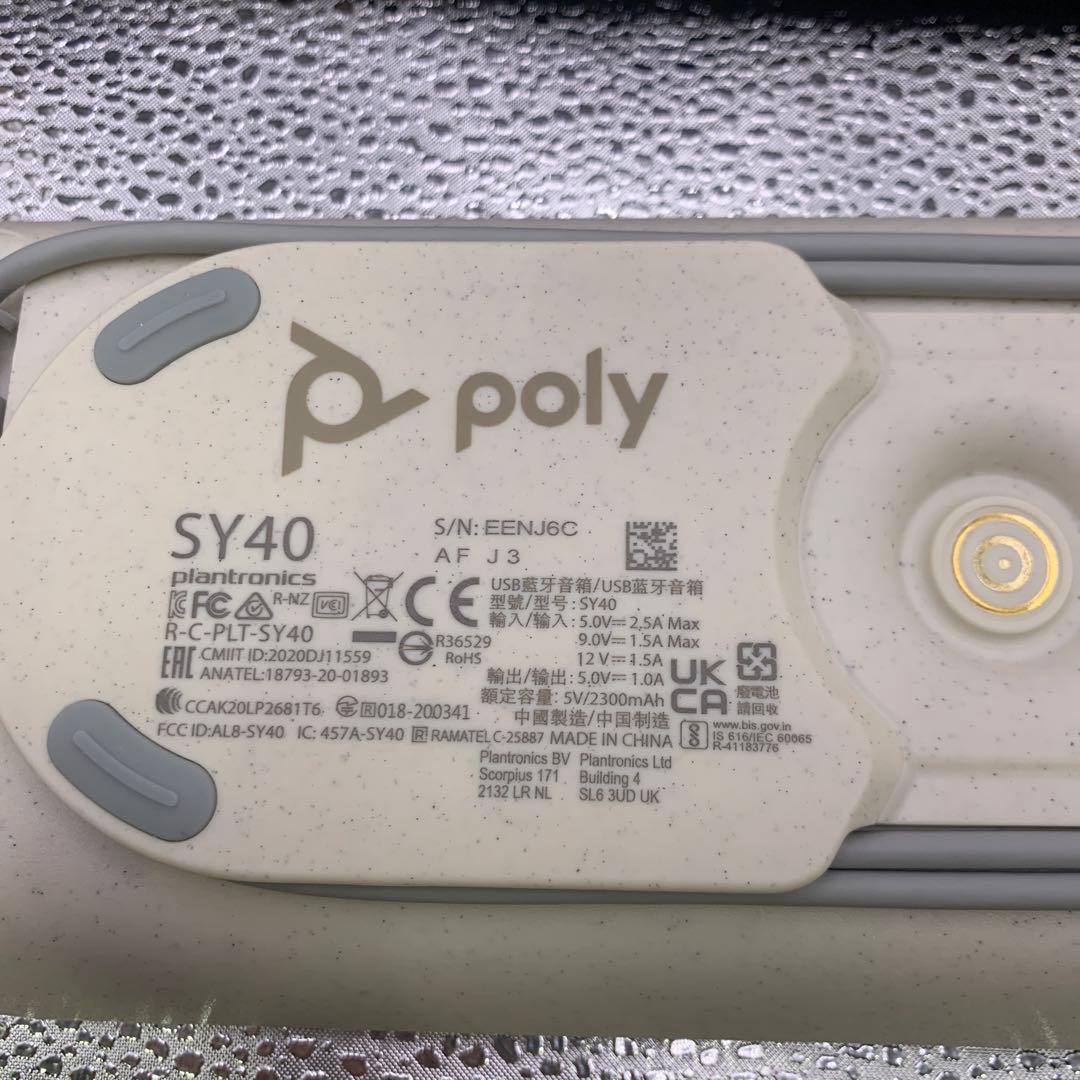 poly
SY40
plantronics
S/N: EENJ6C
AF J3
FC R-NZ VCI CE
R-C-PLT-SY40
EAC CMIIT ID:2020DJ11559
ANATEL:18793-20-01893
R36529
RoHS
CCAK20LP2681T6 R018-200341
FCC ID:AL8-SY40 IC: 457A-SY40 RAMATEL C-25887 MADE IN CHINA
USB藍牙音箱/USB蓝牙音箱
型號/型号: SY40
輸入/输入: 5.0V⎓2.5A Max
9.0V⎓1.5A Max
12 V⎓1.5A
輸出/输出: 5.0V⎓1.0A
額定容量: 5V/2300mAh
中國製造/中国制造
UK
CA
廢電池
請回收
www.bis.gov.in
IS 616/IEC 60065
R-41183776
Plantronics BV
Scorpius 171
2132 LR NL
Plantronics Ltd
Building 4
SL6 3UD UK